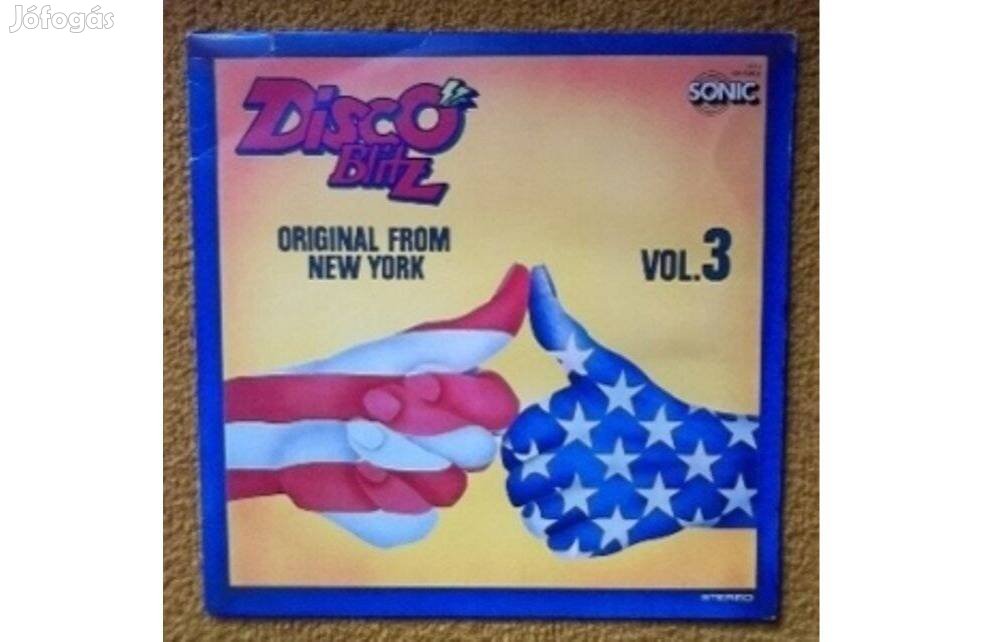 Jófogás
Disco
Blitz
SONIC
ORIGINAL FROM
NEW YORK
VOL.3
STEREO